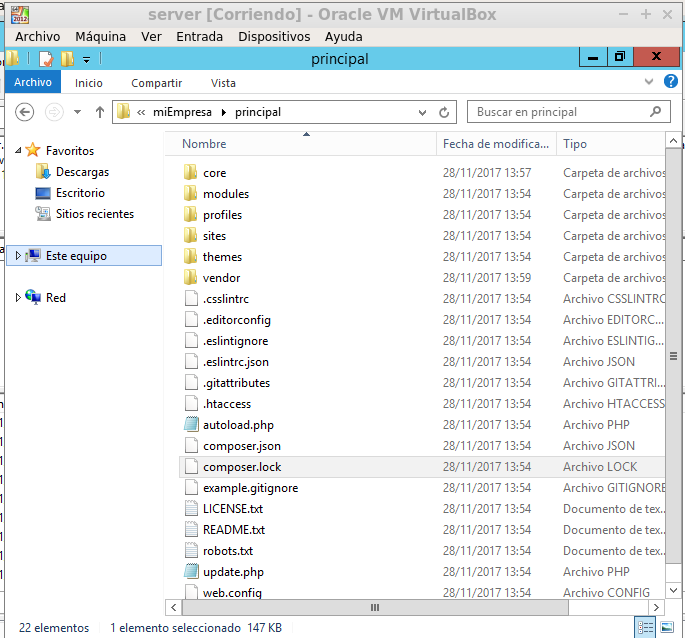 server [Corriendo] - Oracle VM VirtualBox
Archivo Máquina Ver Entrada Dispositivos Ayuda
principal
Archivo Inicio Compartir Vista
« miEmpresa principal Buscar en principal
Nombre Fecha de modifica... Tipo
Favoritos
Descargas
Escritorio
Sitios recientes
Este equipo
Red
core 28/11/2017 13:57 Carpeta de archivos
modules 28/11/2017 13:54 Carpeta de archivos
profiles 28/11/2017 13:54 Carpeta de archivos
sites 28/11/2017 13:54 Carpeta de archivos
themes 28/11/2017 13:54 Carpeta de archivos
vendor 28/11/2017 13:59 Carpeta de archivos
.csslintrc 28/11/2017 13:54 Archivo CSSLINTRC
.editorconfig 28/11/2017 13:54 Archivo EDITORC...
.eslintignore 28/11/2017 13:54 Archivo ESLINTIG...
.eslintrc.json 28/11/2017 13:54 Archivo JSON
.gitattributes 28/11/2017 13:54 Archivo GITATTRI...
.htaccess 28/11/2017 13:54 Archivo HTACCESS
autoload.php 28/11/2017 13:54 Archivo PHP
composer.json 28/11/2017 13:54 Archivo JSON
composer.lock 28/11/2017 13:54 Archivo LOCK
example.gitignore 28/11/2017 13:54 Archivo GITIGNORE
LICENSE.txt 28/11/2017 13:54 Documento de tex...
README.txt 28/11/2017 13:54 Documento de tex...
robots.txt 28/11/2017 13:54 Documento de tex...
update.php 28/11/2017 13:54 Archivo PHP
web.config 28/11/2017 13:54 Archivo CONFIG
22 elementos 1 elemento seleccionado 147 KB